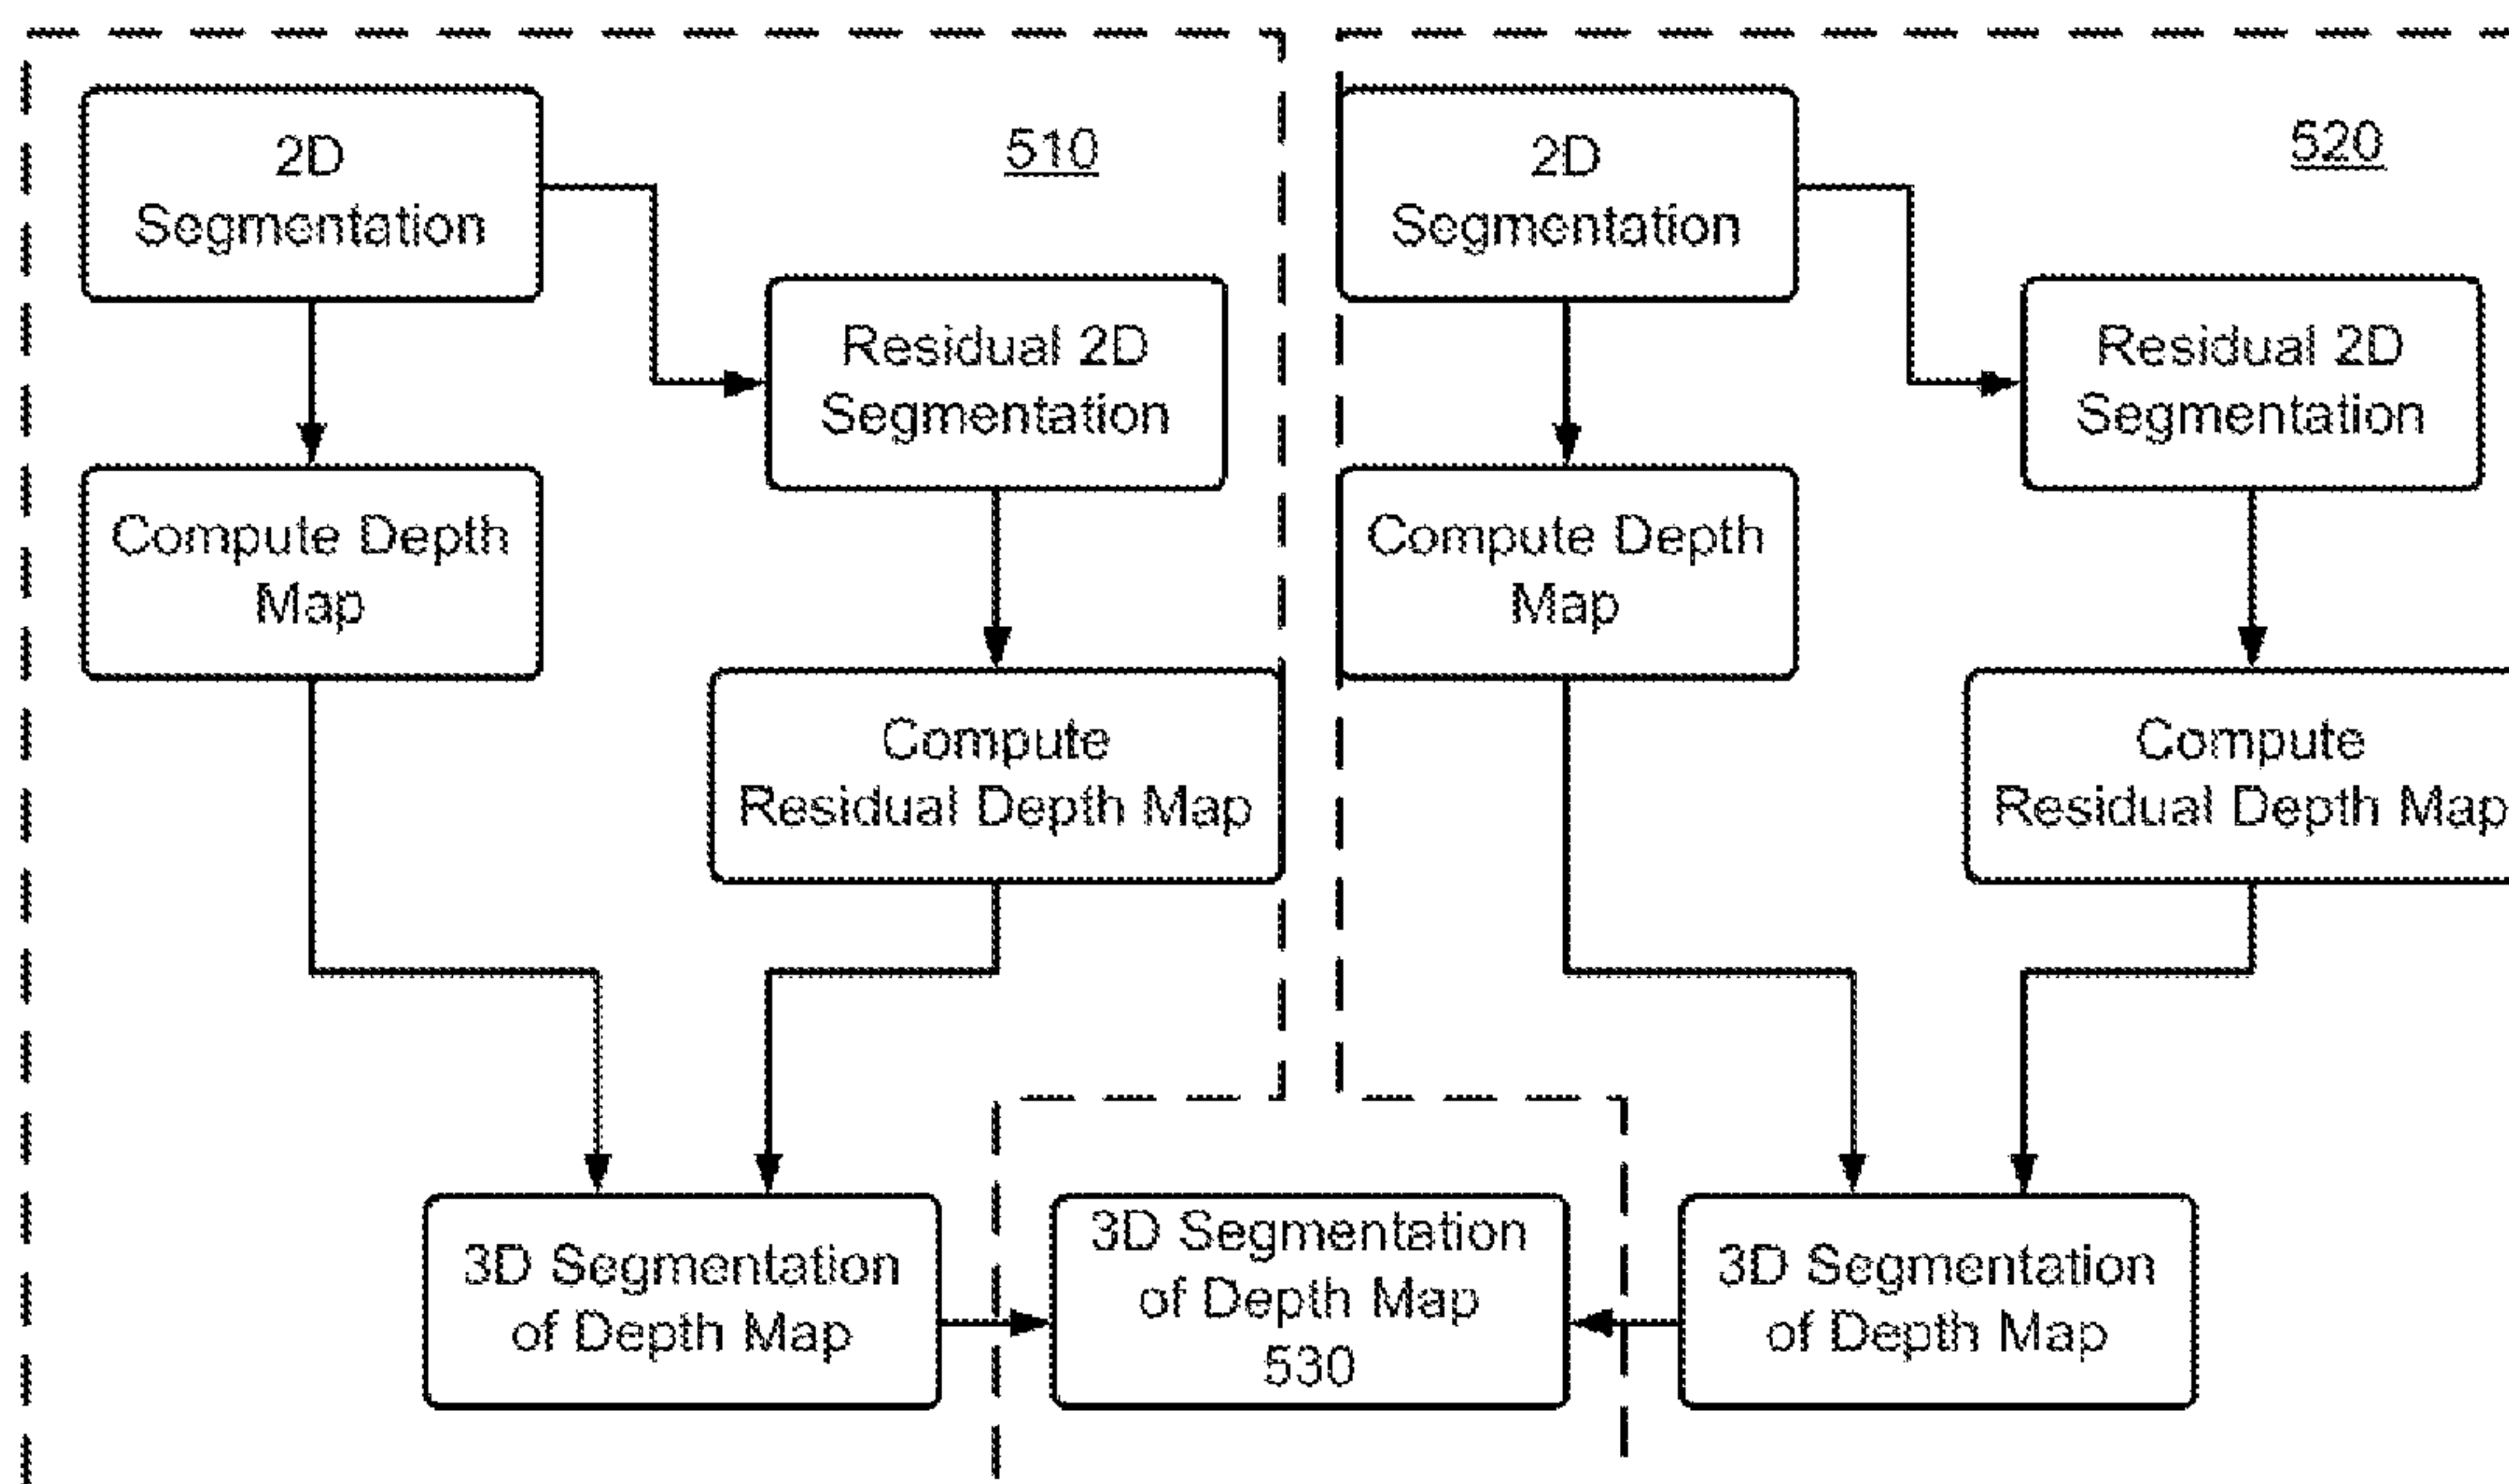 510
2D
Segmentation
Residual 2D
Segmentation
Compute Depth
Map
Compute
Residual Depth Map
3D Segmentation
of Depth Map
520
2D
Segmentation
Residual 2D
Segmentation
Compute Depth
Map
Compute
Residual Depth Map
3D Segmentation
of Depth Map
3D Segmentation
of Depth Map
530